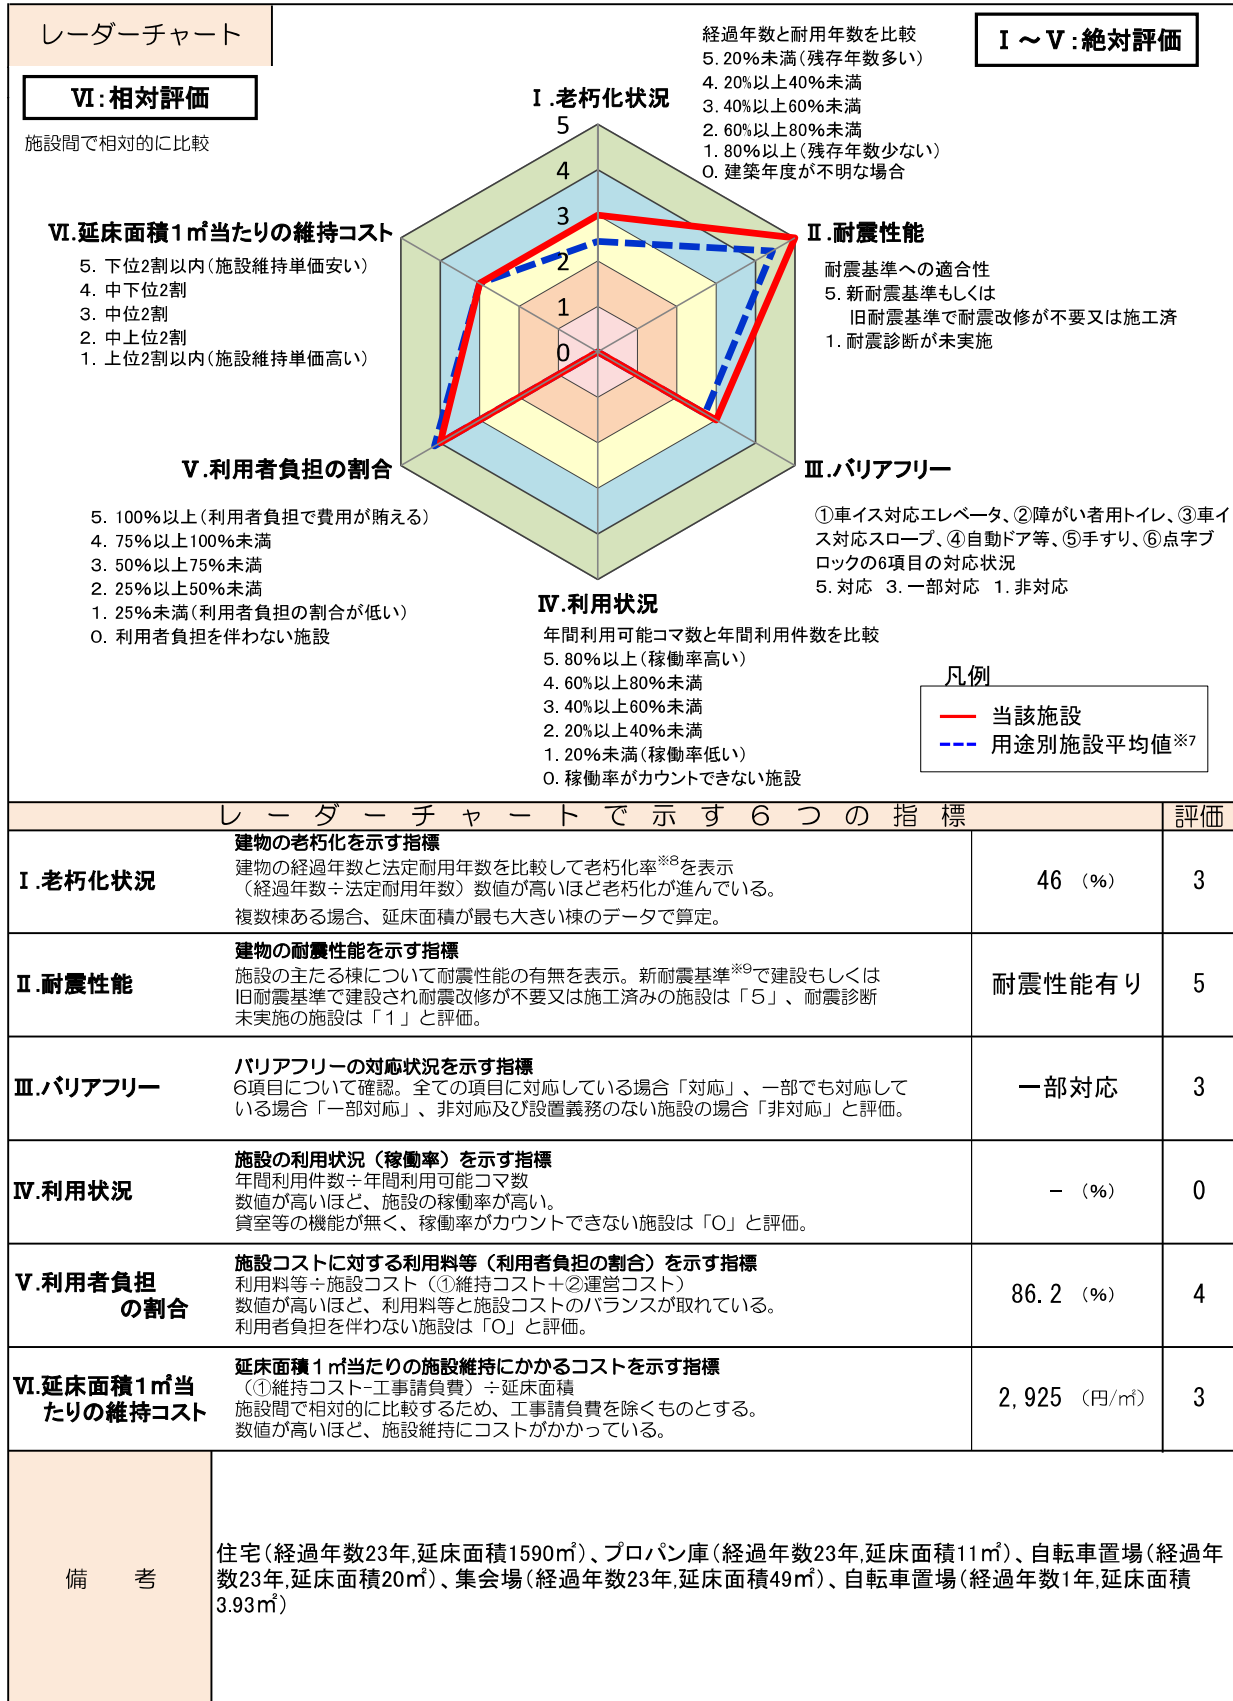 レーダーチャート
Ⅰ～Ⅴ:絶対評価
Ⅵ:相対評価
施設間で相対的に比較
Ⅰ.老朽化状況
経過年数と耐用年数を比較
5. 20%未満(残存年数多い)
4. 20%以上40%未満
3. 40%以上60%未満
2. 60%以上80%未満
1. 80%以上(残存年数少ない)
0. 建築年度が不明な場合
5
4
3
2
1
0
Ⅱ.耐震性能
耐震基準への適合性
5. 新耐震基準もしくは
旧耐震基準で耐震改修が不要又は施工済
1. 耐震診断が未実施
Ⅵ.延床面積1㎡当たりの維持コスト
5. 下位2割以内(施設維持単価安い)
4. 中下位2割
3. 中位2割
2. 中上位2割
1. 上位2割以内(施設維持単価高い)
Ⅲ.バリアフリー
①車イス対応エレベータ、②障がい者用トイレ、③車イ
ス対応スロープ、④自動ドア等、⑤手すり、⑥点字ブ
ロックの6項目の対応状況
5. 対応 3. 一部対応 1. 非対応
Ⅴ.利用者負担の割合
5. 100%以上(利用者負担で費用が賄える)
4. 75%以上100%未満
3. 50%以上75%未満
2. 25%以上50%未満
1. 25%未満(利用者負担の割合が低い)
0. 利用者負担を伴わない施設
Ⅳ.利用状況
年間利用可能コマ数と年間利用件数を比較
5. 80%以上(稼働率高い)
4. 60%以上80%未満
3. 40%以上60%未満
2. 20%以上40%未満
1. 20%未満(稼働率低い)
0. 稼働率がカウントできない施設
凡例
当該施設
用途別施設平均値※7
レーダーチャートで示す6つの指標 評価
Ⅰ.老朽化状況
建物の老朽化を示す指標
建物の経過年数と法定耐用年数を比較して老朽化率※8を表示
(経過年数÷法定耐用年数)数値が高いほど老朽化が進んでいる。
複数棟ある場合、延床面積が最も大きい棟のデータで算定。
46 (%) 3
Ⅱ.耐震性能
建物の耐震性能を示す指標
施設の主たる棟について耐震性能の有無を表示。新耐震基準※9で建設もしくは
旧耐震基準で建設され耐震改修が不要又は施工済みの施設は「5」、耐震診断
未実施の施設は「1」と評価。
耐震性能有り 5
Ⅲ.バリアフリー
バリアフリーの対応状況を示す指標
6項目について確認。全ての項目に対応している場合「対応」、一部でも対応して
いる場合「一部対応」、非対応及び設置義務のない施設の場合「非対応」と評価。
一部対応 3
Ⅳ.利用状況
施設の利用状況(稼働率)を示す指標
年間利用件数÷年間利用可能コマ数
数値が高いほど、施設の稼働率が高い。
貸室等の機能が無く、稼働率がカウントできない施設は「0」と評価。
- (%) 0
Ⅴ.利用者負担
の割合
施設コストに対する利用料等(利用者負担の割合)を示す指標
利用料等÷施設コスト(①維持コスト+②運営コスト)
数値が高いほど、利用料等と施設コストのバランスが取れている。
利用者負担を伴わない施設は「0」と評価。
86.2 (%) 4
Ⅵ.延床面積1㎡当
たりの維持コスト
延床面積1㎡当たりの施設維持にかかるコストを示す指標
(①維持コスト-工事請負費)÷延床面積
施設間で相対的に比較するため、工事請負費を除くものとする。
数値が高いほど、施設維持にコストがかかっている。
2,925 (円/㎡) 3
備 考
住宅(経過年数23年,延床面積1590㎡)、プロパン庫(経過年数23年,延床面積11㎡)、自転車置場(経過年
数23年,延床面積20㎡)、集会場(経過年数23年,延床面積49㎡)、自転車置場(経過年数1年,延床面積
3.93㎡)